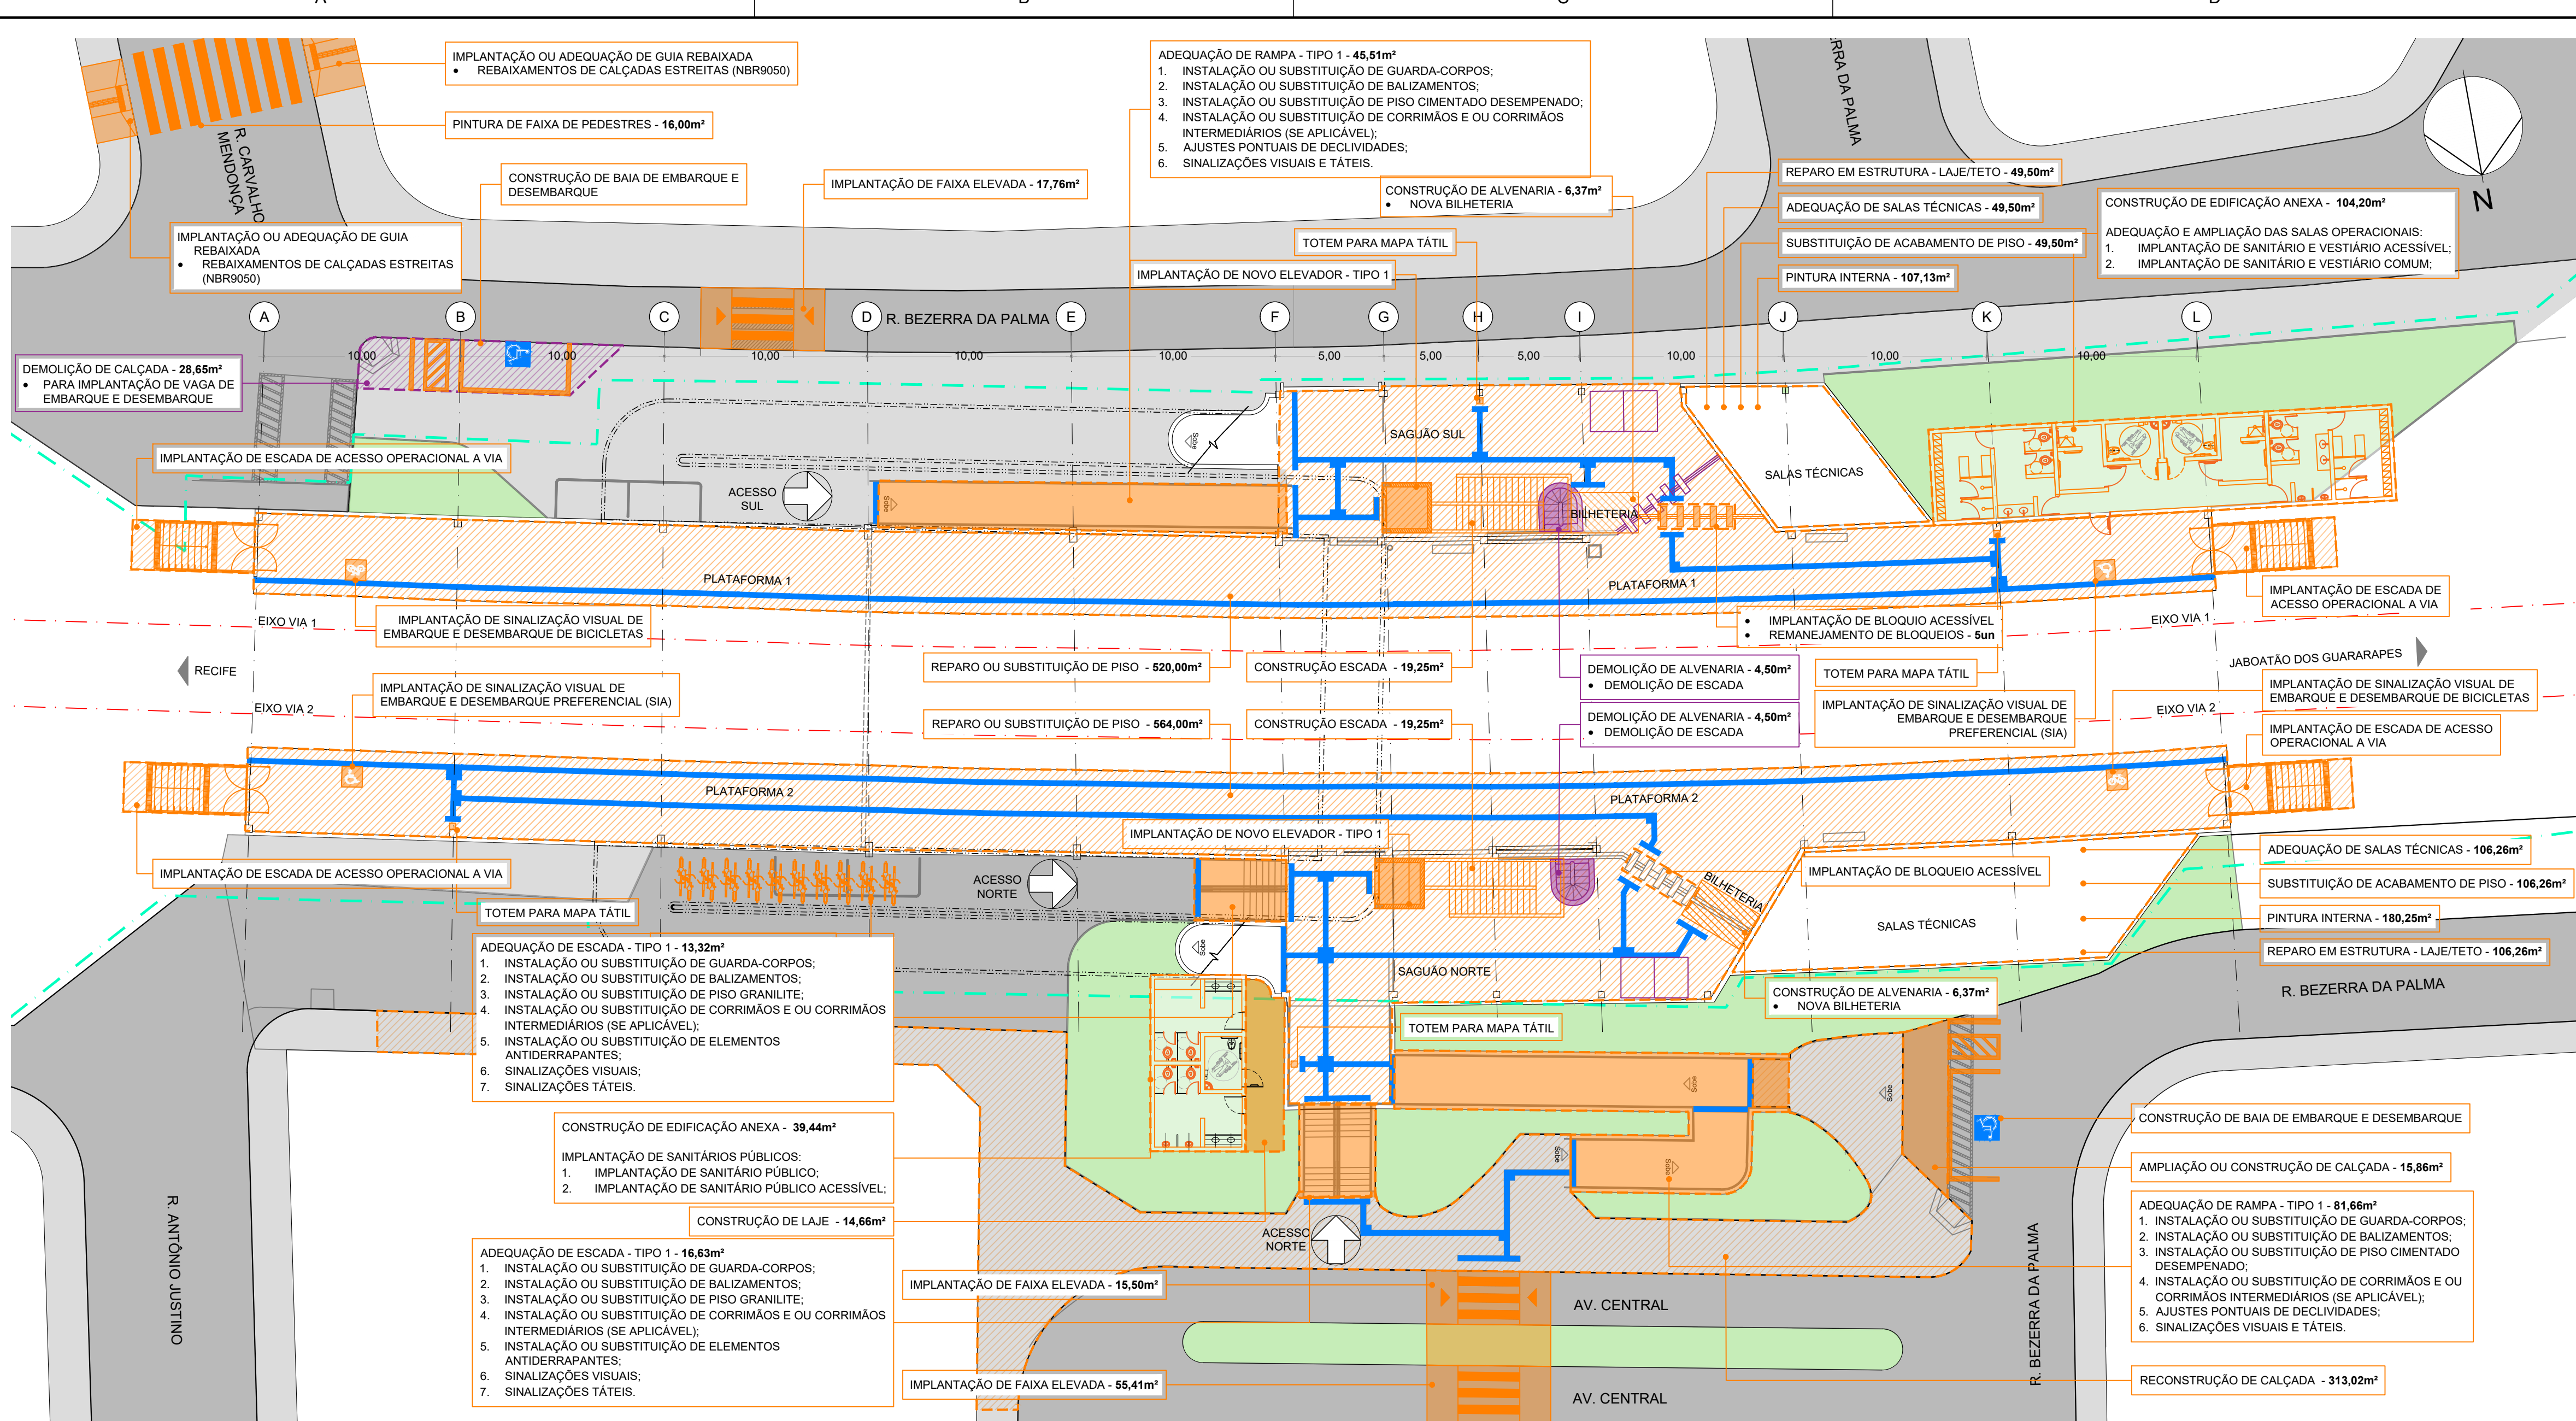 IMPLANTAÇÃO OU ADEQUAÇÃO DE GUIA REBAIXADA
• REBAIXAMENTOS DE CALÇADAS ESTREITAS (NBR9050)
PINTURA DE FAIXA DE PEDESTRES - 16,00m²
R. CARVALHO
MENDONÇA
CONSTRUÇÃO DE BAIA DE EMBARQUE E
DESEMBARQUE
IMPLANTAÇÃO DE FAIXA ELEVADA - 17,76m²
ADEQUAÇÃO DE RAMPA - TIPO 1 - 45,51m²
1. INSTALAÇÃO OU SUBSTITUIÇÃO DE GUARDA-CORPOS;
2. INSTALAÇÃO OU SUBSTITUIÇÃO DE BALIZAMENTOS;
3. INSTALAÇÃO OU SUBSTITUIÇÃO DE PISO CIMENTADO DESEMPENADO;
4. INSTALAÇÃO OU SUBSTITUIÇÃO DE CORRIMÃOS E OU CORRIMÃOS
INTERMEDIÁRIOS (SE APLICÁVEL);
5. AJUSTES PONTUAIS DE DECLIVIDADES;
6. SINALIZAÇÕES VISUAIS E TÁTEIS.
CONSTRUÇÃO DE ALVENARIA - 6,37m²
• NOVA BILHETERIA
TOTEM PARA MAPA TÁTIL
IMPLANTAÇÃO DE NOVO ELEVADOR - TIPO 1
ERRA DA PALMA
REPARO EM ESTRUTURA - LAJE/TETO - 49,50m²
ADEQUAÇÃO DE SALAS TÉCNICAS - 49,50m²
SUBSTITUIÇÃO DE ACABAMENTO DE PISO - 49,50m²
PINTURA INTERNA - 107,13m²
CONSTRUÇÃO DE EDIFICAÇÃO ANEXA - 104,20m²
ADEQUAÇÃO E AMPLIAÇÃO DAS SALAS OPERACIONAIS:
1. IMPLANTAÇÃO DE SANITÁRIO E VESTIÁRIO ACESSÍVEL;
2. IMPLANTAÇÃO DE SANITÁRIO E VESTIÁRIO COMUM;
N
IMPLANTAÇÃO OU ADEQUAÇÃO DE GUIA
REBAIXADA
• REBAIXAMENTOS DE CALÇADAS ESTREITAS
(NBR9050)
A B C D R. BEZERRA DA PALMA E F G H I J K L
10,00 10,00 10,00 10,00 10,00 5,00 5,00 5,00 10,00 10,00 10,00
DEMOLIÇÃO DE CALÇADA - 28,65m²
• PARA IMPLANTAÇÃO DE VAGA DE
EMBARQUE E DESEMBARQUE
IMPLANTAÇÃO DE ESCADA DE ACESSO OPERACIONAL A VIA
ACESSO
SUL
Sobe
Sobe
SAGUÃO SUL
BILHETERIA
SALAS TÉCNICAS
PLATAFORMA 1
PLATAFORMA 1
EIXO VIA 1
IMPLANTAÇÃO DE SINALIZAÇÃO VISUAL DE
EMBARQUE E DESEMBARQUE DE BICICLETAS
• IMPLANTAÇÃO DE BLOQUIO ACESSÍVEL
• REMANEJAMENTO DE BLOQUEIOS - 5un
EIXO VIA 1
IMPLANTAÇÃO DE ESCADA DE
ACESSO OPERACIONAL A VIA
RECIFE
REPARO OU SUBSTITUIÇÃO DE PISO - 520,00m²
CONSTRUÇÃO ESCADA - 19,25m²
DEMOLIÇÃO DE ALVENARIA - 4,50m²
• DEMOLIÇÃO DE ESCADA
TOTEM PARA MAPA TÁTIL
JABOATÃO DOS GUARARAPES
IMPLANTAÇÃO DE SINALIZAÇÃO VISUAL DE
EMBARQUE E DESEMBARQUE PREFERENCIAL (SIA)
EIXO VIA 2
REPARO OU SUBSTITUIÇÃO DE PISO - 564,00m²
CONSTRUÇÃO ESCADA - 19,25m²
DEMOLIÇÃO DE ALVENARIA - 4,50m²
• DEMOLIÇÃO DE ESCADA
IMPLANTAÇÃO DE SINALIZAÇÃO VISUAL DE
EMBARQUE E DESEMBARQUE
PREFERENCIAL (SIA)
EIXO VIA 2
IMPLANTAÇÃO DE SINALIZAÇÃO VISUAL DE
EMBARQUE E DESEMBARQUE DE BICICLETAS
IMPLANTAÇÃO DE ESCADA DE ACESSO
OPERACIONAL A VIA
PLATAFORMA 2
PLATAFORMA 2
IMPLANTAÇÃO DE NOVO ELEVADOR - TIPO 1
IMPLANTAÇÃO DE ESCADA DE ACESSO OPERACIONAL A VIA
TOTEM PARA MAPA TÁTIL
ACESSO
NORTE
Sobe
BILHETERIA
IMPLANTAÇÃO DE BLOQUEIO ACESSÍVEL
SALAS TÉCNICAS
SAGUÃO NORTE
ADEQUAÇÃO DE SALAS TÉCNICAS - 106,26m²
SUBSTITUIÇÃO DE ACABAMENTO DE PISO - 106,26m²
PINTURA INTERNA - 180,25m²
REPARO EM ESTRUTURA - LAJE/TETO - 106,26m²
R. BEZERRA DA PALMA
ADEQUAÇÃO DE ESCADA - TIPO 1 - 13,32m²
1. INSTALAÇÃO OU SUBSTITUIÇÃO DE GUARDA-CORPOS;
2. INSTALAÇÃO OU SUBSTITUIÇÃO DE BALIZAMENTOS;
3. INSTALAÇÃO OU SUBSTITUIÇÃO DE PISO GRANILITE;
4. INSTALAÇÃO OU SUBSTITUIÇÃO DE CORRIMÃOS E OU CORRIMÃOS
INTERMEDIÁRIOS (SE APLICÁVEL);
5. INSTALAÇÃO OU SUBSTITUIÇÃO DE ELEMENTOS
ANTIDERRAPANTES;
6. SINALIZAÇÕES VISUAIS;
7. SINALIZAÇÕES TÁTEIS.
CONSTRUÇÃO DE ALVENARIA - 6,37m²
• NOVA BILHETERIA
TOTEM PARA MAPA TÁTIL
Sobe
Sobe
Sobe
Sobe
CONSTRUÇÃO DE EDIFICAÇÃO ANEXA - 39,44m²
IMPLANTAÇÃO DE SANITÁRIOS PÚBLICOS:
1. IMPLANTAÇÃO DE SANITÁRIO PÚBLICO;
2. IMPLANTAÇÃO DE SANITÁRIO PÚBLICO ACESSÍVEL;
CONSTRUÇÃO DE LAJE - 14,66m²
ACESSO
NORTE
CONSTRUÇÃO DE BAIA DE EMBARQUE E DESEMBARQUE
AMPLIAÇÃO OU CONSTRUÇÃO DE CALÇADA - 15,86m²
ADEQUAÇÃO DE RAMPA - TIPO 1 - 81,66m²
1. INSTALAÇÃO OU SUBSTITUIÇÃO DE GUARDA-CORPOS;
2. INSTALAÇÃO OU SUBSTITUIÇÃO DE BALIZAMENTOS;
3. INSTALAÇÃO OU SUBSTITUIÇÃO DE PISO CIMENTADO
DESEMPENADO;
4. INSTALAÇÃO OU SUBSTITUIÇÃO DE CORRIMÃOS E OU
CORRIMÃOS INTERMEDIÁRIOS (SE APLICÁVEL);
5. AJUSTES PONTUAIS DE DECLIVIDADES;
6. SINALIZAÇÕES VISUAIS E TÁTEIS.
R. ANTÔNIO JUSTINO
ADEQUAÇÃO DE ESCADA - TIPO 1 - 16,63m²
1. INSTALAÇÃO OU SUBSTITUIÇÃO DE GUARDA-CORPOS;
2. INSTALAÇÃO OU SUBSTITUIÇÃO DE BALIZAMENTOS;
3. INSTALAÇÃO OU SUBSTITUIÇÃO DE PISO GRANILITE;
4. INSTALAÇÃO OU SUBSTITUIÇÃO DE CORRIMÃOS E OU CORRIMÃOS
INTERMEDIÁRIOS (SE APLICÁVEL);
5. INSTALAÇÃO OU SUBSTITUIÇÃO DE ELEMENTOS
ANTIDERRAPANTES;
6. SINALIZAÇÕES VISUAIS;
7. SINALIZAÇÕES TÁTEIS.
IMPLANTAÇÃO DE FAIXA ELEVADA - 15,50m²
AV. CENTRAL
R. BEZERRA DA PALMA
IMPLANTAÇÃO DE FAIXA ELEVADA - 55,41m²
AV. CENTRAL
RECONSTRUÇÃO DE CALÇADA - 313,02m²